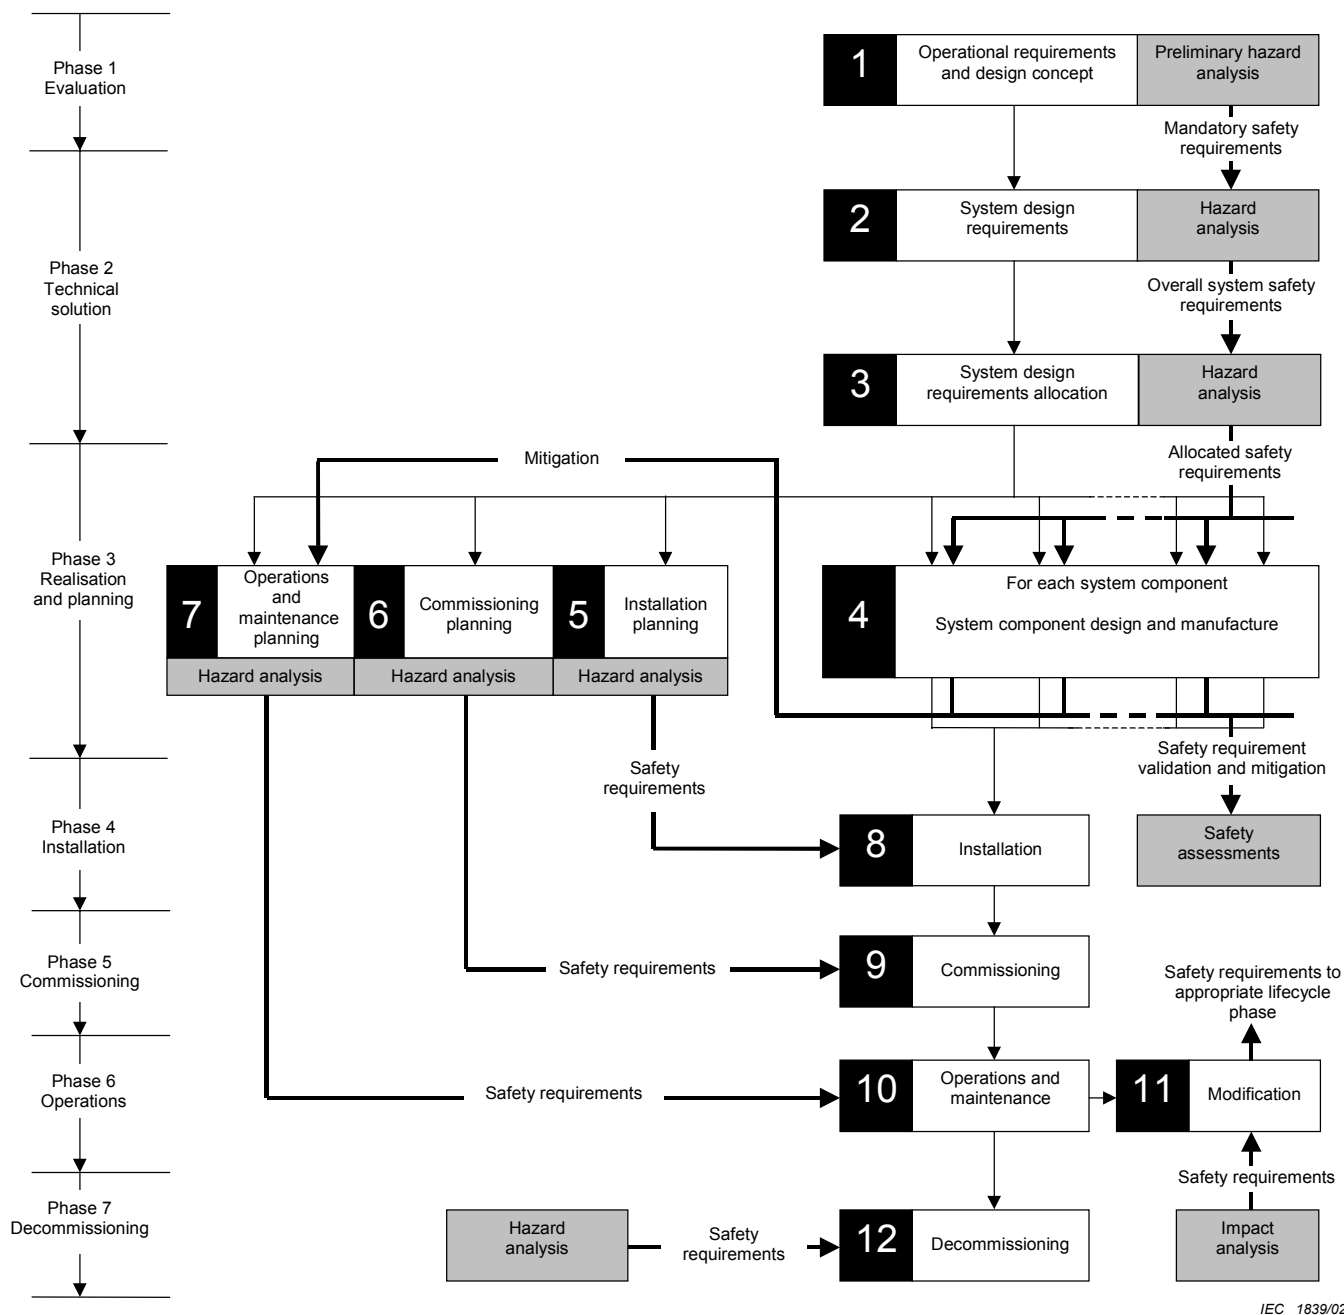 Phase 1
Evaluation
1
Operational requirements
and design concept
Preliminary hazard
analysis
Mandatory safety
requirements
Phase 2
Technical
solution
2
System design
requirements
Hazard
analysis
Overall system safety
requirements
3
System design
requirements allocation
Hazard
analysis
Allocated safety
requirements
Mitigation
Phase 3
Realisation
and planning
7
Operations
and
maintenance
planning
Hazard analysis
6
Commissioning
planning
Hazard analysis
5
Installation
planning
Hazard analysis
4
For each system component
System component design and manufacture
Safety requirement
validation and mitigation
Safety
requirements
Phase 4
Installation
8
Installation
Safety
assessments
Phase 5
Commissioning
Safety requirements
9
Commissioning
Safety requirements to
appropriate lifecycle
phase
Phase 6
Operations
Safety requirements
10
Operations and
maintenance
11
Modification
Safety requirements
Phase 7
Decommissioning
Hazard
analysis
Safety
requirements
12
Decommissioning
Impact
analysis
IEC 1839/02